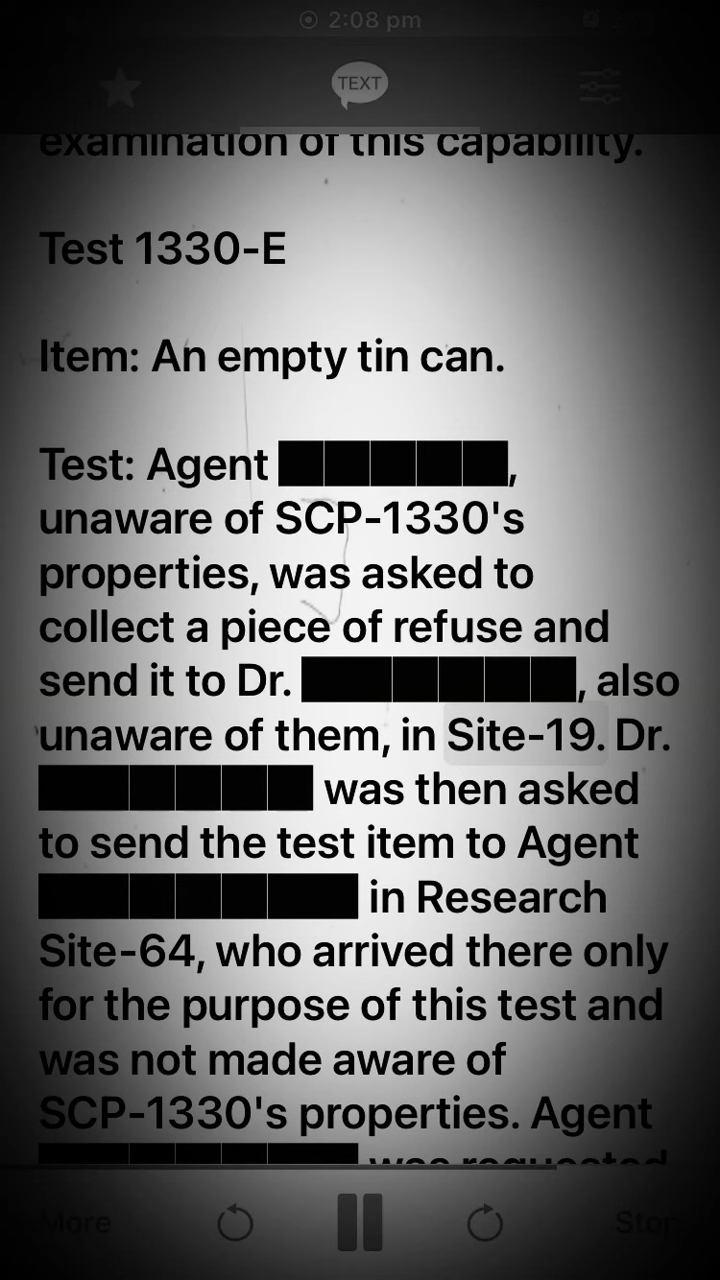 2:08 pm
TEXT
examination of this capability.
Test 1330-E
Item: An empty tin can.
Test: Agent ██████,
unaware of SCP-1330's
properties, was asked to
collect a piece of refuse and
send it to Dr. ██████, also
unaware of them, in Site-19. Dr.
██████ was then asked
to send the test item to Agent
███████ in Research
Site-64, who arrived there only
for the purpose of this test and
was not made aware of
SCP-1330's properties. Agent
███████ was requested
More